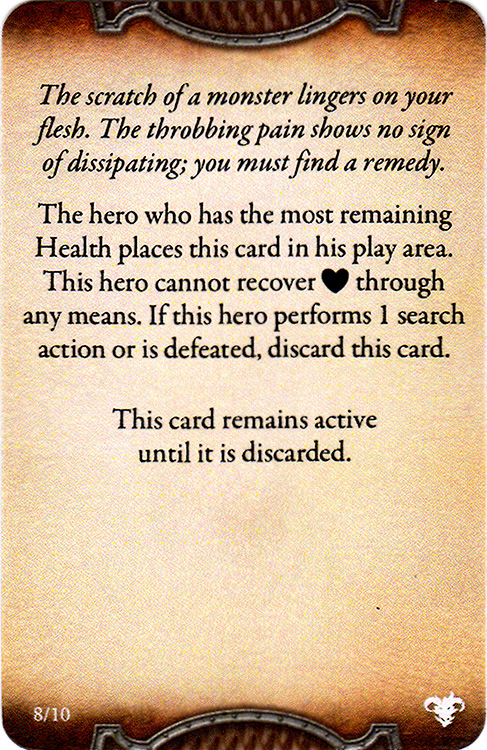 The scratch of a monster lingers on your
flesh. The throbbing pain shows no sign
of dissipating; you must find a remedy.
The hero who has the most remaining
Health places this card in his play area.
This hero cannot recover ♥ through
any means. If this hero performs 1 search
action or is defeated, discard this card.
This card remains active
until it is discarded.
8/10